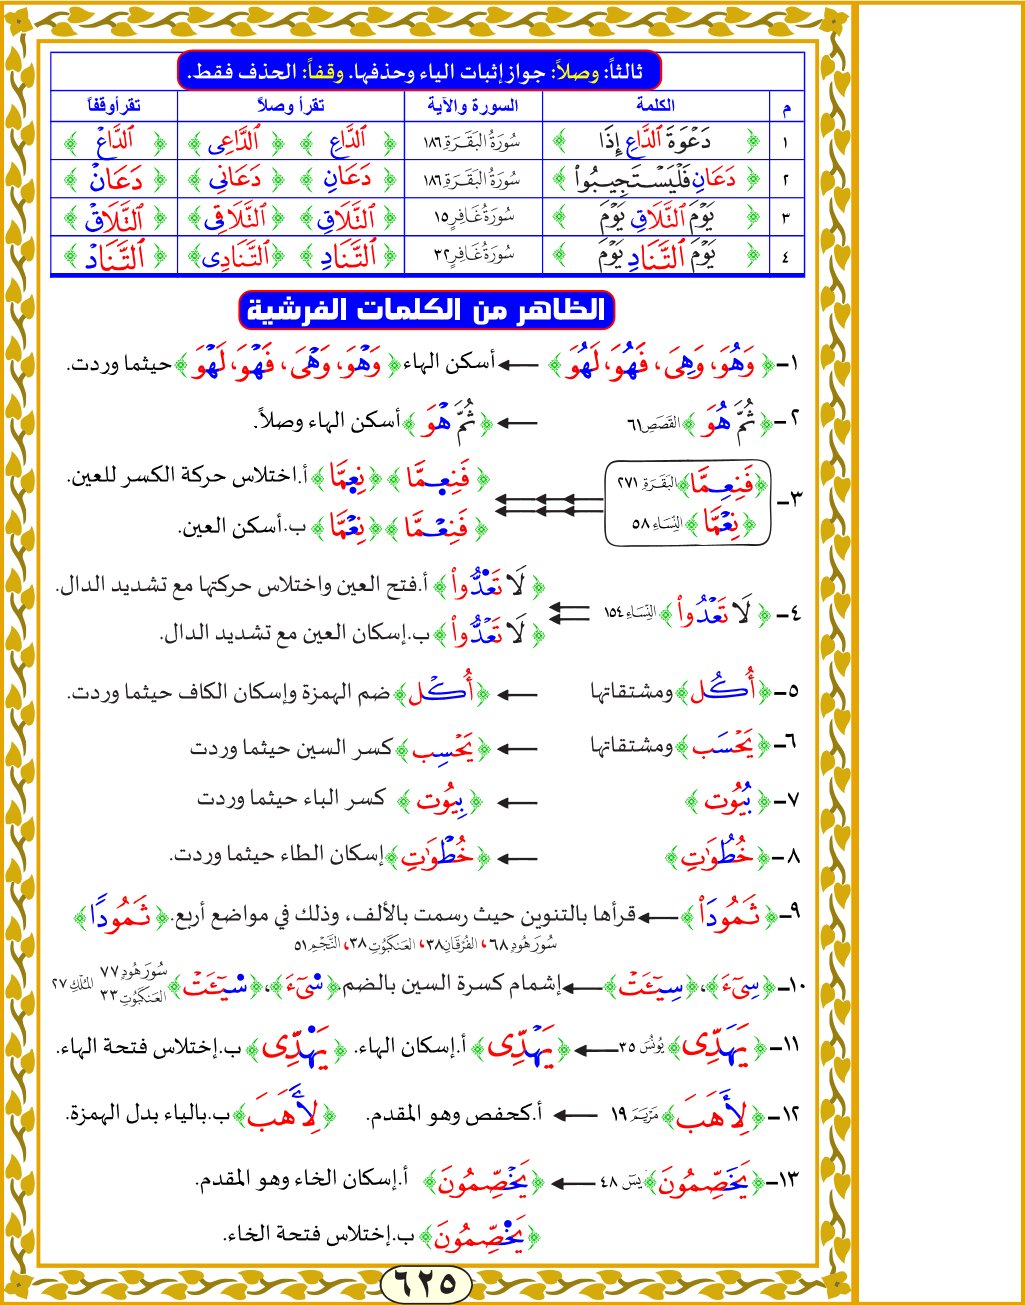 ثالثاً: وصلاً: جواز إثبات الياء وحذفها. وقفاً: الحذف فقط.
م الكلمة السورة والآية تقرأ وصلاً تقرأ وقفاً
١ ﴿ دَعْوَةَ ٱلدَّاعِ إِذَا ﴾ سُورَةُ البَقَرَةِ ١٨٦ ﴿ ٱلدَّاعِ ﴾ ﴿ ٱلدَّاعِى ﴾ ﴿ ٱلدَّاعْ ﴾
٢ ﴿ دَعَانِ فَلْيَسْتَجِيبُوا۟ ﴾ سُورَةُ البَقَرَةِ ١٨٦ ﴿ دَعَانِ ﴾ ﴿ دَعَانِى ﴾ ﴿ دَعَانْ ﴾
٣ ﴿ يَوْمَ ٱلتَّلَاقِ يَوْمَ ﴾ سُورَةُ غَافِرٍ ١٥ ﴿ ٱلتَّلَاقِ ﴾ ﴿ ٱلتَّلَاقِى ﴾ ﴿ ٱلتَّلَاقْ ﴾
٤ ﴿ يَوْمَ ٱلتَّنَادِ يَوْمَ ﴾ سُورَةُ غَافِرٍ ٣٢ ﴿ ٱلتَّنَادِ ﴾ ﴿ ٱلتَّنَادِى ﴾ ﴿ ٱلتَّنَادْ ﴾
الظاهر من الكلمات الفرشية
١- ﴿ وَهُوَ، وَهِىَ، فَهُوَ، لَهُوَ ﴾ ← أسكن الهاء ﴿ وَهْوَ، وَهْىَ، فَهْوَ، لَهْوَ ﴾ حيثما وردت.
٢- ﴿ ثُمَّ هُوَ ﴾ القَصَصِ ٦١ ← ﴿ ثُمَّ هْوَ ﴾ أسكن الهاء وصلاً.
٣- ﴿ فَنِعِمَّا ﴾ البَقَرَةِ ٢٧١ ﴿ فَنِعِمَّا ﴾ ﴿ نِعِمَّا ﴾ أ.اختلاس حركة الكسر للعين.
﴿ نِعِمَّا ﴾ النِّسَاءِ ٥٨ ﴿ فَنِعْمَّا ﴾ ﴿ نِعْمَّا ﴾ ب.أسكن العين.
﴿ لَا تَعَدُّوا۟ ﴾ أ.فتح العين واختلاس حركتها مع تشديد الدال.
٤- ﴿ لَا تَعْدُوا۟ ﴾ النِّسَاءِ ١٥٤
﴿ لَا تَعْدُّوا۟ ﴾ ب.إسكان العين مع تشديد الدال.
٥- ﴿ أُكُل ﴾ ومشتقاتها ← ﴿ أُكْل ﴾ ضم الهمزة وإسكان الكاف حيثما وردت.
٦- ﴿ يَحْسَب ﴾ ومشتقاتها ← ﴿ يَحْسِب ﴾ كسر السين حيثما وردت
٧- ﴿ بُيُوت ﴾ ← ﴿ بِيُوت ﴾ كسر الباء حيثما وردت
٨- ﴿ خُطُوَٰتِ ﴾ ← ﴿ خُطْوَٰتِ ﴾ إسكان الطاء حيثما وردت.
٩- ﴿ ثَمُودَا۟ ﴾ ← قرأها بالتنوين حيث رسمت بالألف، وذلك في مواضع أربع. ﴿ ثَمُودًا ﴾
سُورَ هُودٍ ٦٨، الفُرْقَانِ ٣٨، العَنكَبُوتِ ٣٨، النَّجْمِ ٥١
١٠- ﴿ سِىٓءَ ﴾، ﴿ سِيٓـَٔتْ ﴾ ← إشمام كسرة السين بالضم ﴿ سىٓءَ ﴾، ﴿ سيٓـَٔتْ ﴾ سُورَ هُودٍ ٧٧ العَنكَبُوتِ ٣٣ المُلْكِ ٢٧
١١- ﴿ يَهَدِّى ﴾ يُونُسَ ٣٥ ← ﴿ يَهْدِّى ﴾ أ.إسكان الهاء. ﴿ يَهَدِّى ﴾ ب.إختلاس فتحة الهاء.
١٢- ﴿ لِأَهَبَ ﴾ مَرْيَمَ ١٩ ← أ.كحفص وهو المقدم. ﴿ لِأَهَبَ ﴾ ب.بالياء بدل الهمزة.
١٣- ﴿ يَخَصِّمُونَ ﴾ يسٓ ٤٨ ← ﴿ يَخْصِّمُونَ ﴾ أ.إسكان الخاء وهو المقدم.
﴿ يَخَصِّمُونَ ﴾ ب.إختلاس فتحة الخاء.
٦٢٥